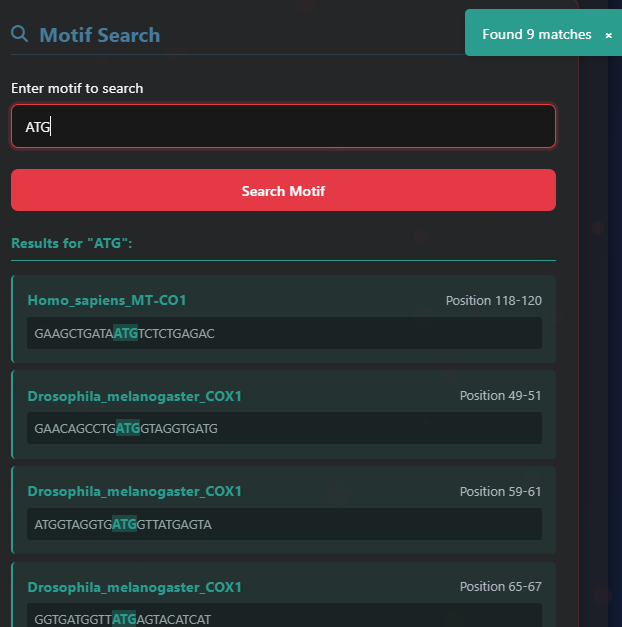 Motif Search
Found 9 matches ×
Enter motif to search
ATG
Search Motif
Results for "ATG":
Homo_sapiens_MT-CO1 Position 118-120
GAAGCTGATAATGTCTCTGAGAC
Drosophila_melanogaster_COX1 Position 49-51
GAACAGCCTGATGGTAGGTGATG
Drosophila_melanogaster_COX1 Position 59-61
ATGGTAGGTGATGGTTATGAGTA
Drosophila_melanogaster_COX1 Position 65-67
GGTGATGGTTATGAGTACATCAT